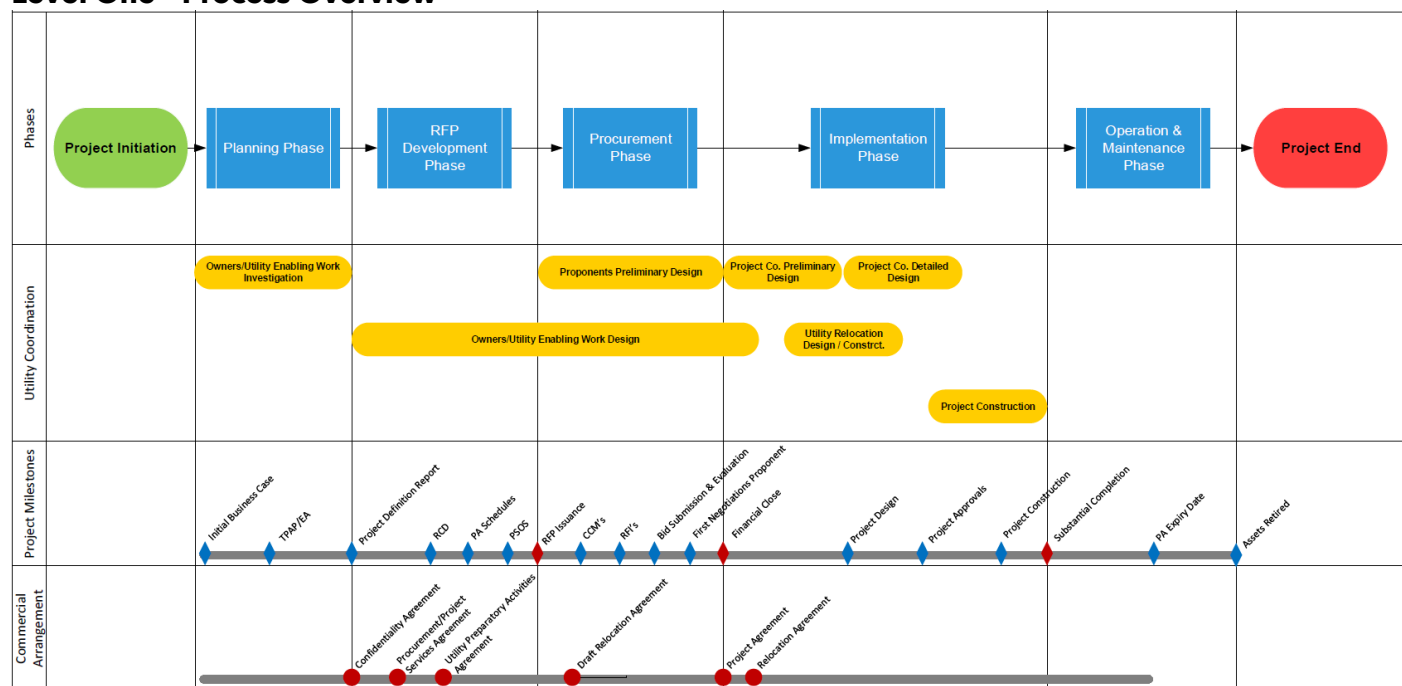 Level One - Process Overview
Phases
Project Initiation
Planning Phase
RFP
Development
Phase
Procurement
Phase
Implementation
Phase
Operation &
Maintenance
Phase
Project End
Utility Coordination
Owners/Utility Enabling Work
Investigation
Proponents Preliminary Design
Project Co. Preliminary
Design
Project Co. Detailed
Design
Owners/Utility Enabling Work Design
Utility Relocation
Design / Constrct.
Project Construction
Project Milestones
Initial Business Case
TPAP/EA
Project Definition Report
RCD
PA Schedules
PSOS
RFP Issuance
CCM's
RFI's
Bid Submission & Evaluation
First Negotiations Proponent
Financial Close
Project Design
Project Approvals
Project Construction
Substantial Completion
PA Expiry Date
Assets Retired
Commercial
Arrangement
Confidentiality Agreement
Procurement/Project
Services Agreement
Utility Preparatory Activities
Agreement
Draft Relocation Agreement
Project Agreement
Relocation Agreement